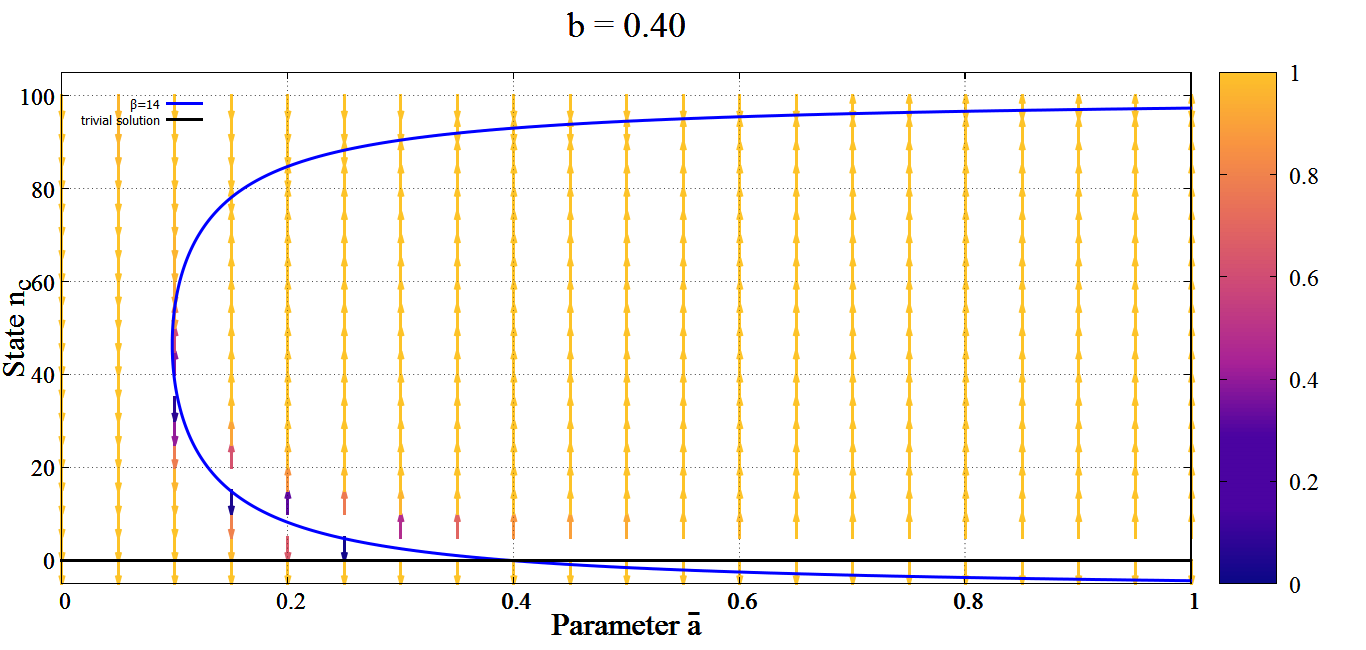 b = 0.40
β=14
trivial solution
100
80
60
40
20
0
State n_c
0 0.2 0.4 0.6 0.8 1
Parameter ā
1
0.8
0.6
0.4
0.2
0